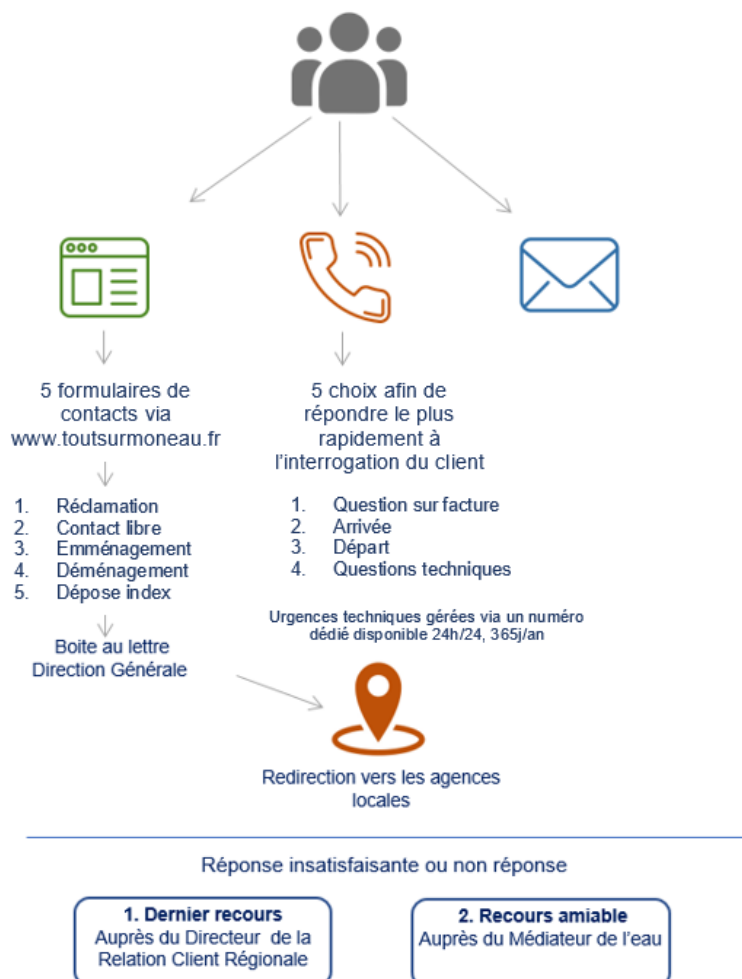 5 formulaires de
contacts via
www.toutsurmoneau.fr
1. Réclamation
2. Contact libre
3. Emménagement
4. Déménagement
5. Dépose index
Boite au lettre
Direction Générale
5 choix afin de
répondre le plus
rapidement à
l'interrogation du client
1. Question sur facture
2. Arrivée
3. Départ
4. Questions techniques
Urgences techniques gérées via un numéro
dédié disponible 24h/24, 365j/an
Redirection vers les agences
locales
Réponse insatisfaisante ou non réponse
1. Dernier recours
Auprès du Directeur de la
Relation Client Régionale
2. Recours amiable
Auprès du Médiateur de l'eau